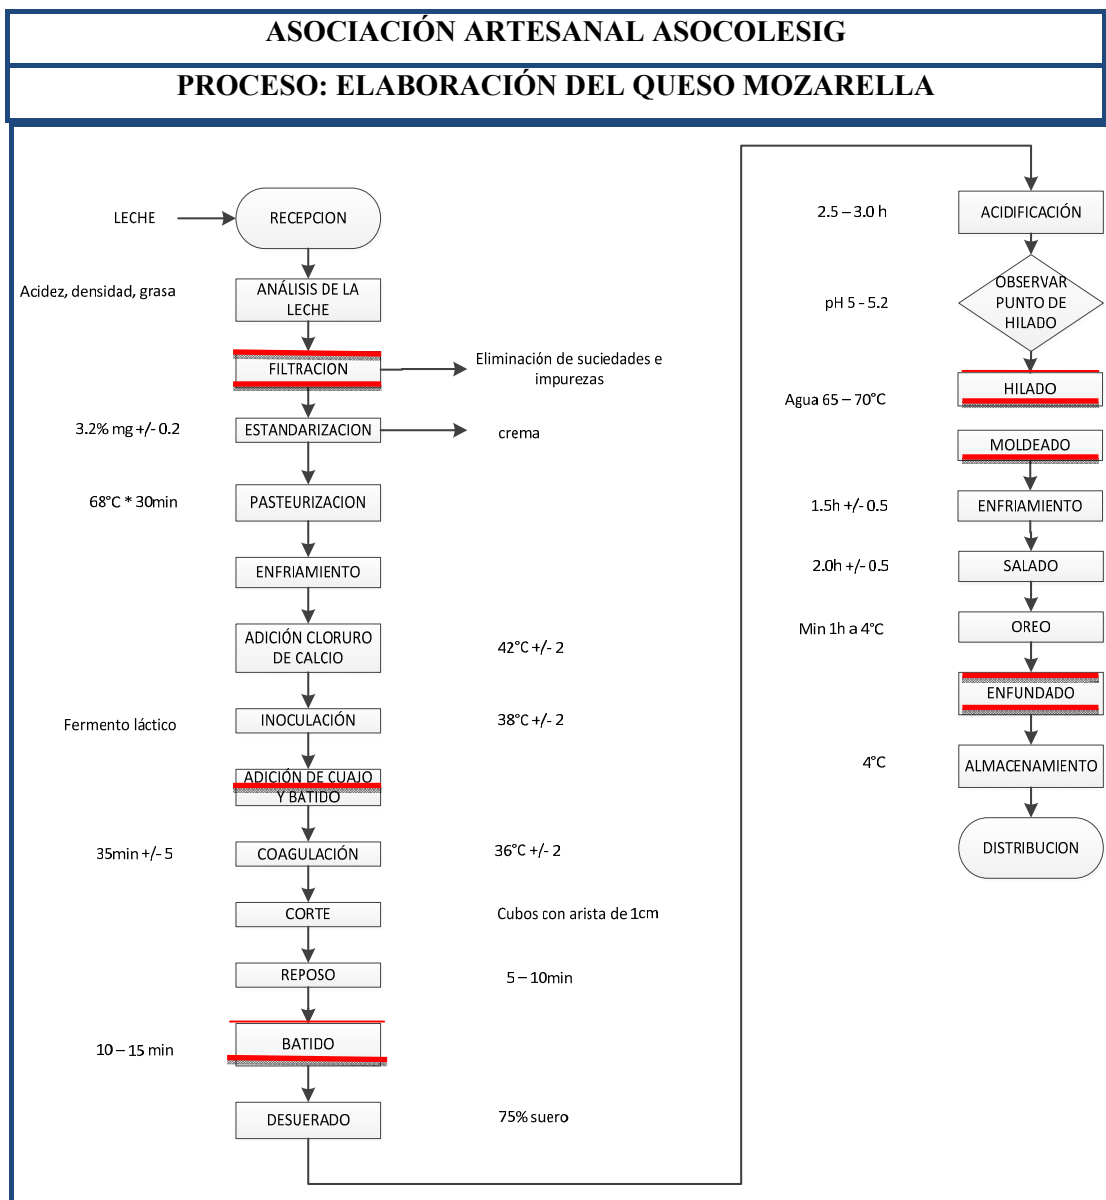 ASOCIACIÓN ARTESANAL ASOCOLESIG
PROCESO: ELABORACIÓN DEL QUESO MOZARELLA
LECHE
RECEPCION
Acidez, densidad, grasa
ANÁLISIS DE LA
LECHE
FILTRACION
Eliminación de suciedades e
impurezas
3.2% mg +/- 0.2
ESTANDARIZACION
crema
68°C * 30min
PASTEURIZACION
ENFRIAMIENTO
ADICIÓN CLORURO
DE CALCIO
42°C +/- 2
Fermento láctico
INOCULACIÓN
38°C +/- 2
ADICIÓN DE CUAJO
Y BATIDO
35min +/- 5
COAGULACIÓN
36°C +/- 2
CORTE
Cubos con arista de 1cm
REPOSO
5 – 10min
10 – 15 min
BATIDO
DESUERADO
75% suero
2.5 – 3.0 h
ACIDIFICACIÓN
pH 5 - 5.2
OBSERVAR
PUNTO DE
HILADO
Agua 65 – 70°C
HILADO
MOLDEADO
1.5h +/- 0.5
ENFRIAMIENTO
2.0h +/- 0.5
SALADO
Min 1h a 4°C
OREO
ENFUNDADO
4°C
ALMACENAMIENTO
DISTRIBUCION